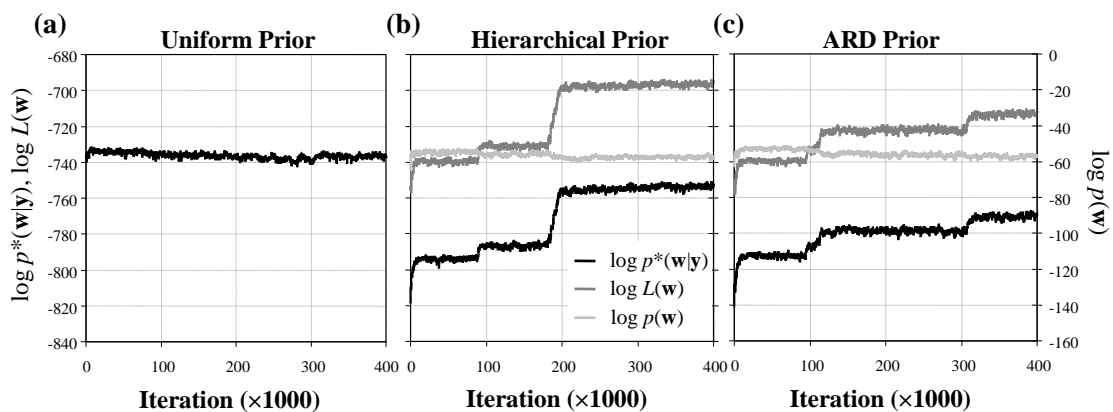 (a) (b) (c)
Uniform Prior Hierarchical Prior ARD Prior
-680 0
-700 -20
-720 -40
-740 -60
-760 -80
-780 -100
-800 -120
-820 -140
-840 -160
log p*(w|y), log L(w)
log p(w)
log p*(w|y)
log L(w)
log p(w)
0 100 200 300 400 0 100 200 300 400 0 100 200 300 400
Iteration (×1000) Iteration (×1000) Iteration (×1000)